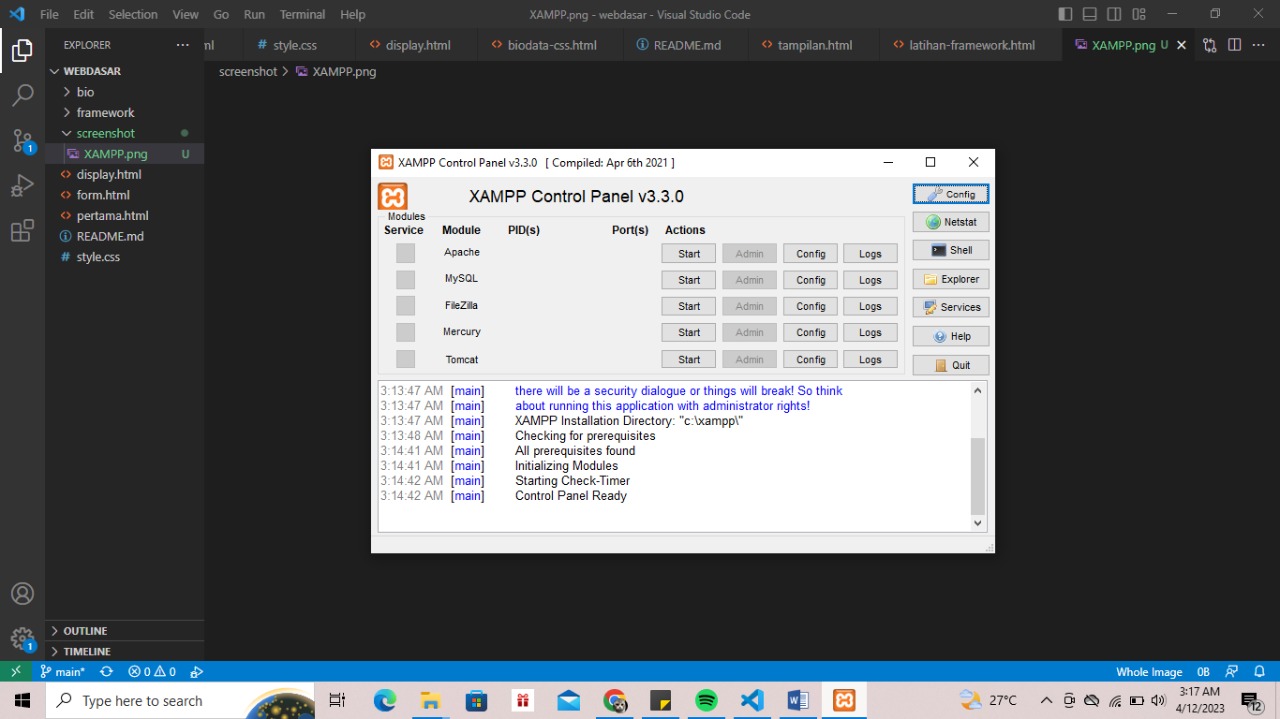 File Edit Selection View Go Run Terminal Help XAMPP.png - webdasar - Visual Studio Code
EXPLORER ml style.css display.html biodata-css.html README.md tampilan.html latihan-framework.html XAMPP.png U
WEBDASAR
screenshot > XAMPP.png
bio
framework
screenshot
XAMPP.png U
display.html
form.html
pertama.html
README.md
style.css
XAMPP Control Panel v3.3.0 [ Compiled: Apr 6th 2021 ]
XAMPP Control Panel v3.3.0
Config
Modules
Netstat
Service Module PID(s) Port(s) Actions
Apache Start Admin Config Logs
Shell
MySQL Start Admin Config Logs
Explorer
FileZilla Start Admin Config Logs
Services
Mercury Start Admin Config Logs
Help
Tomcat Start Admin Config Logs
Quit
3:13:47 AM [main] there will be a security dialogue or things will break! So think
3:13:47 AM [main] about running this application with administrator rights!
3:13:47 AM [main] XAMPP Installation Directory: "c:\xampp\"
3:13:48 AM [main] Checking for prerequisites
3:14:41 AM [main] All prerequisites found
3:14:41 AM [main] Initializing Modules
3:14:42 AM [main] Starting Check-Timer
3:14:42 AM [main] Control Panel Ready
1
1
OUTLINE
TIMELINE
main* 0 0 Whole Image 0B
Type here to search 27°C 3:17 AM
4/12/2023
12